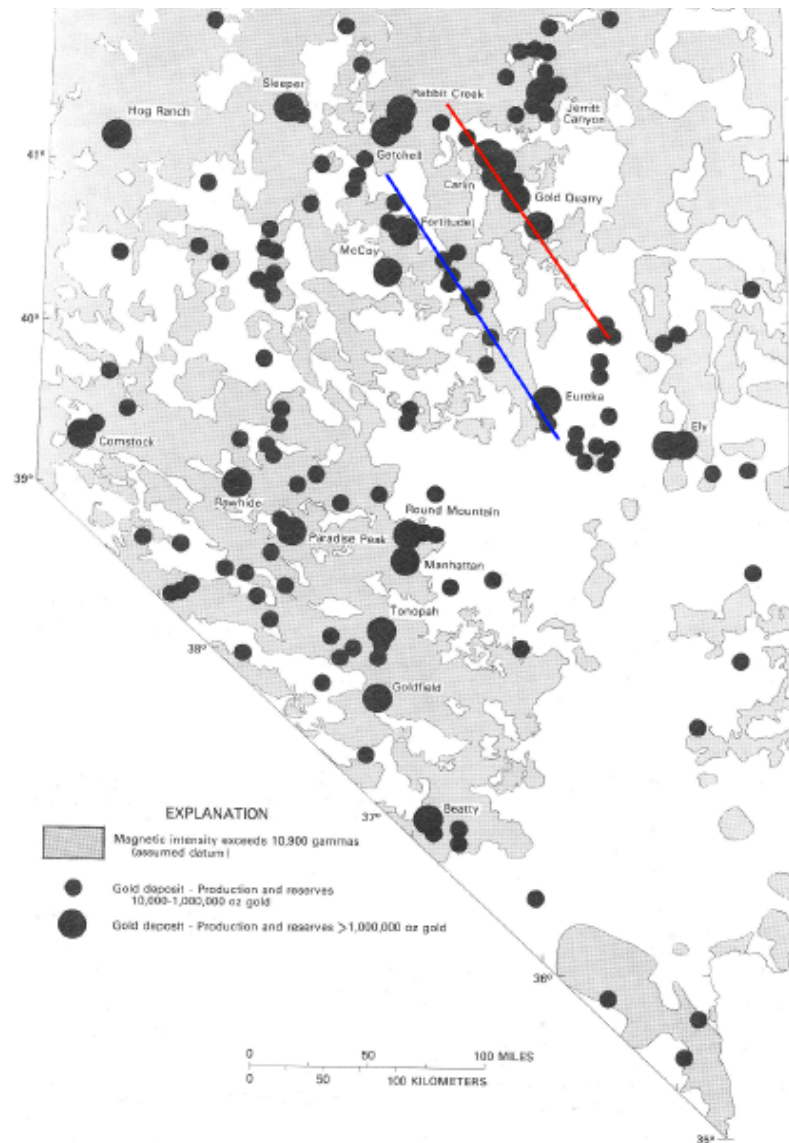 Sleeper
Rabbit Creek
Hog Ranch
Jerritt
Canyon
Getchell
41°
Carlin
Gold Quarry
Fortitude
McCoy
40°
Eureka
Comstock
Ely
39°
Rawhide
Round Mountain
Paradise Peak
Manhattan
Tonopah
38°
Goldfield
37°
Beatty
EXPLANATION
Magnetic intensity exceeds 10,900 gammas
(assumed datum)
Gold deposit - Production and reserves
10,000-1,000,000 oz gold
Gold deposit - Production and reserves >1,000,000 oz gold
36°
0 50 100 MILES
0 50 100 KILOMETERS
35°